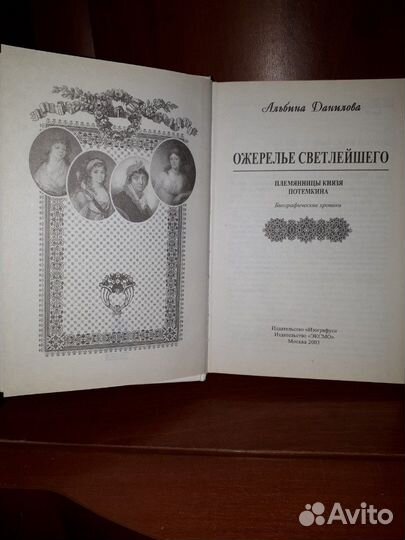 Альбина Данилова
ОЖЕРЕЛЬЕ СВЕТЛЕЙШЕГО
ПЛЕМЯННИЦЫ КНЯЗЯ
ПОТЕМКИНА
Биографические хроники
Издательство «Изографус»
Издательство «ЭКСМО»
Москва 2003
Avito